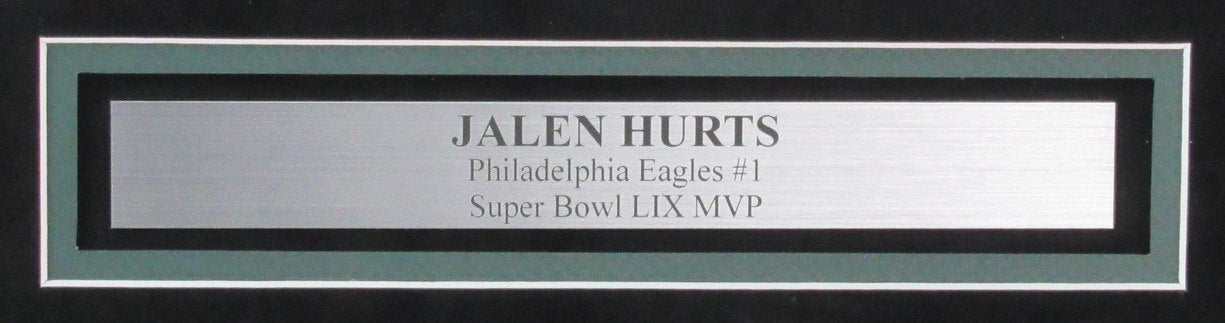 JALEN HURTS
Philadelphia Eagles #1
Super Bowl LIX MVP